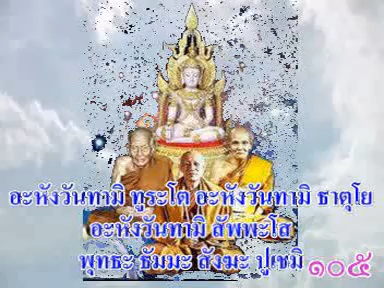 อะหังวันทามิ ทูระโต อะหังวันทามิ ธาตุโย
อะหังวันทามิ สัพพะโส
พุทธะ ธัมมะ สังฆะ ปูเชมิ ๑๐๕